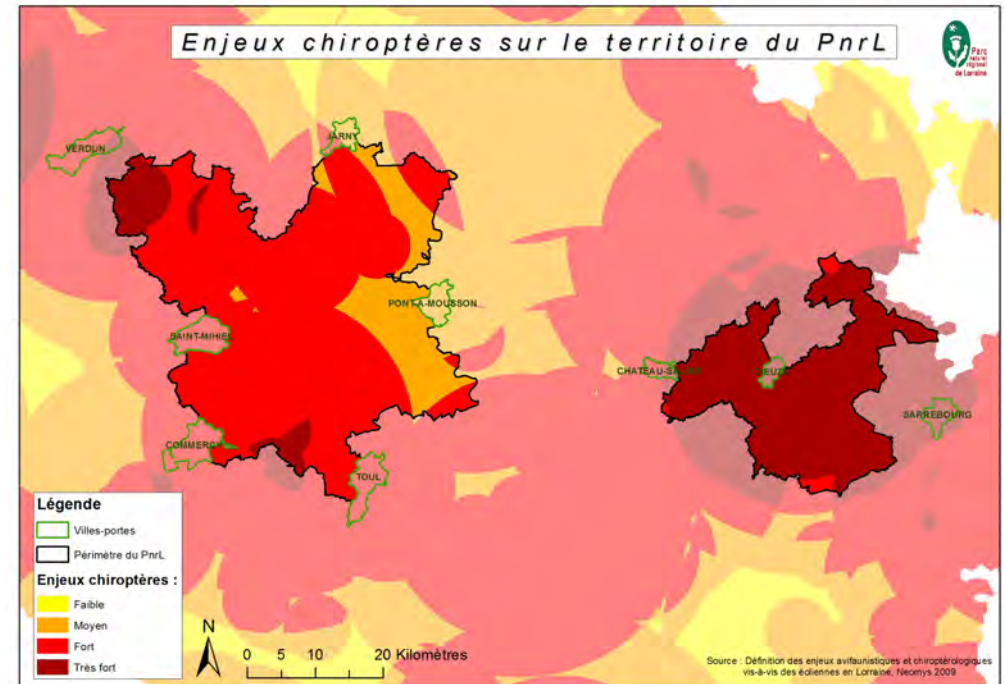 Enjeux chiroptères sur le territoire du PnrL
Parc
naturel
régional
de Lorraine
VERDUN
JARNY
PONT-A-MOUSSON
SAINT-MIHIEL
COMMERCY
TOUL
DIEUZE
SARREBOURG
Légende
Villes-portes
Périmètre du PnrL
Enjeux chiroptères :
Faible
Moyen
Fort
Très fort
N
0 5 10 20 Kilomètres
Source : Définition des enjeux avifaunistiques et chiroptérologiques
vis-à-vis des éoliennes en Lorraine, Neomys 2009